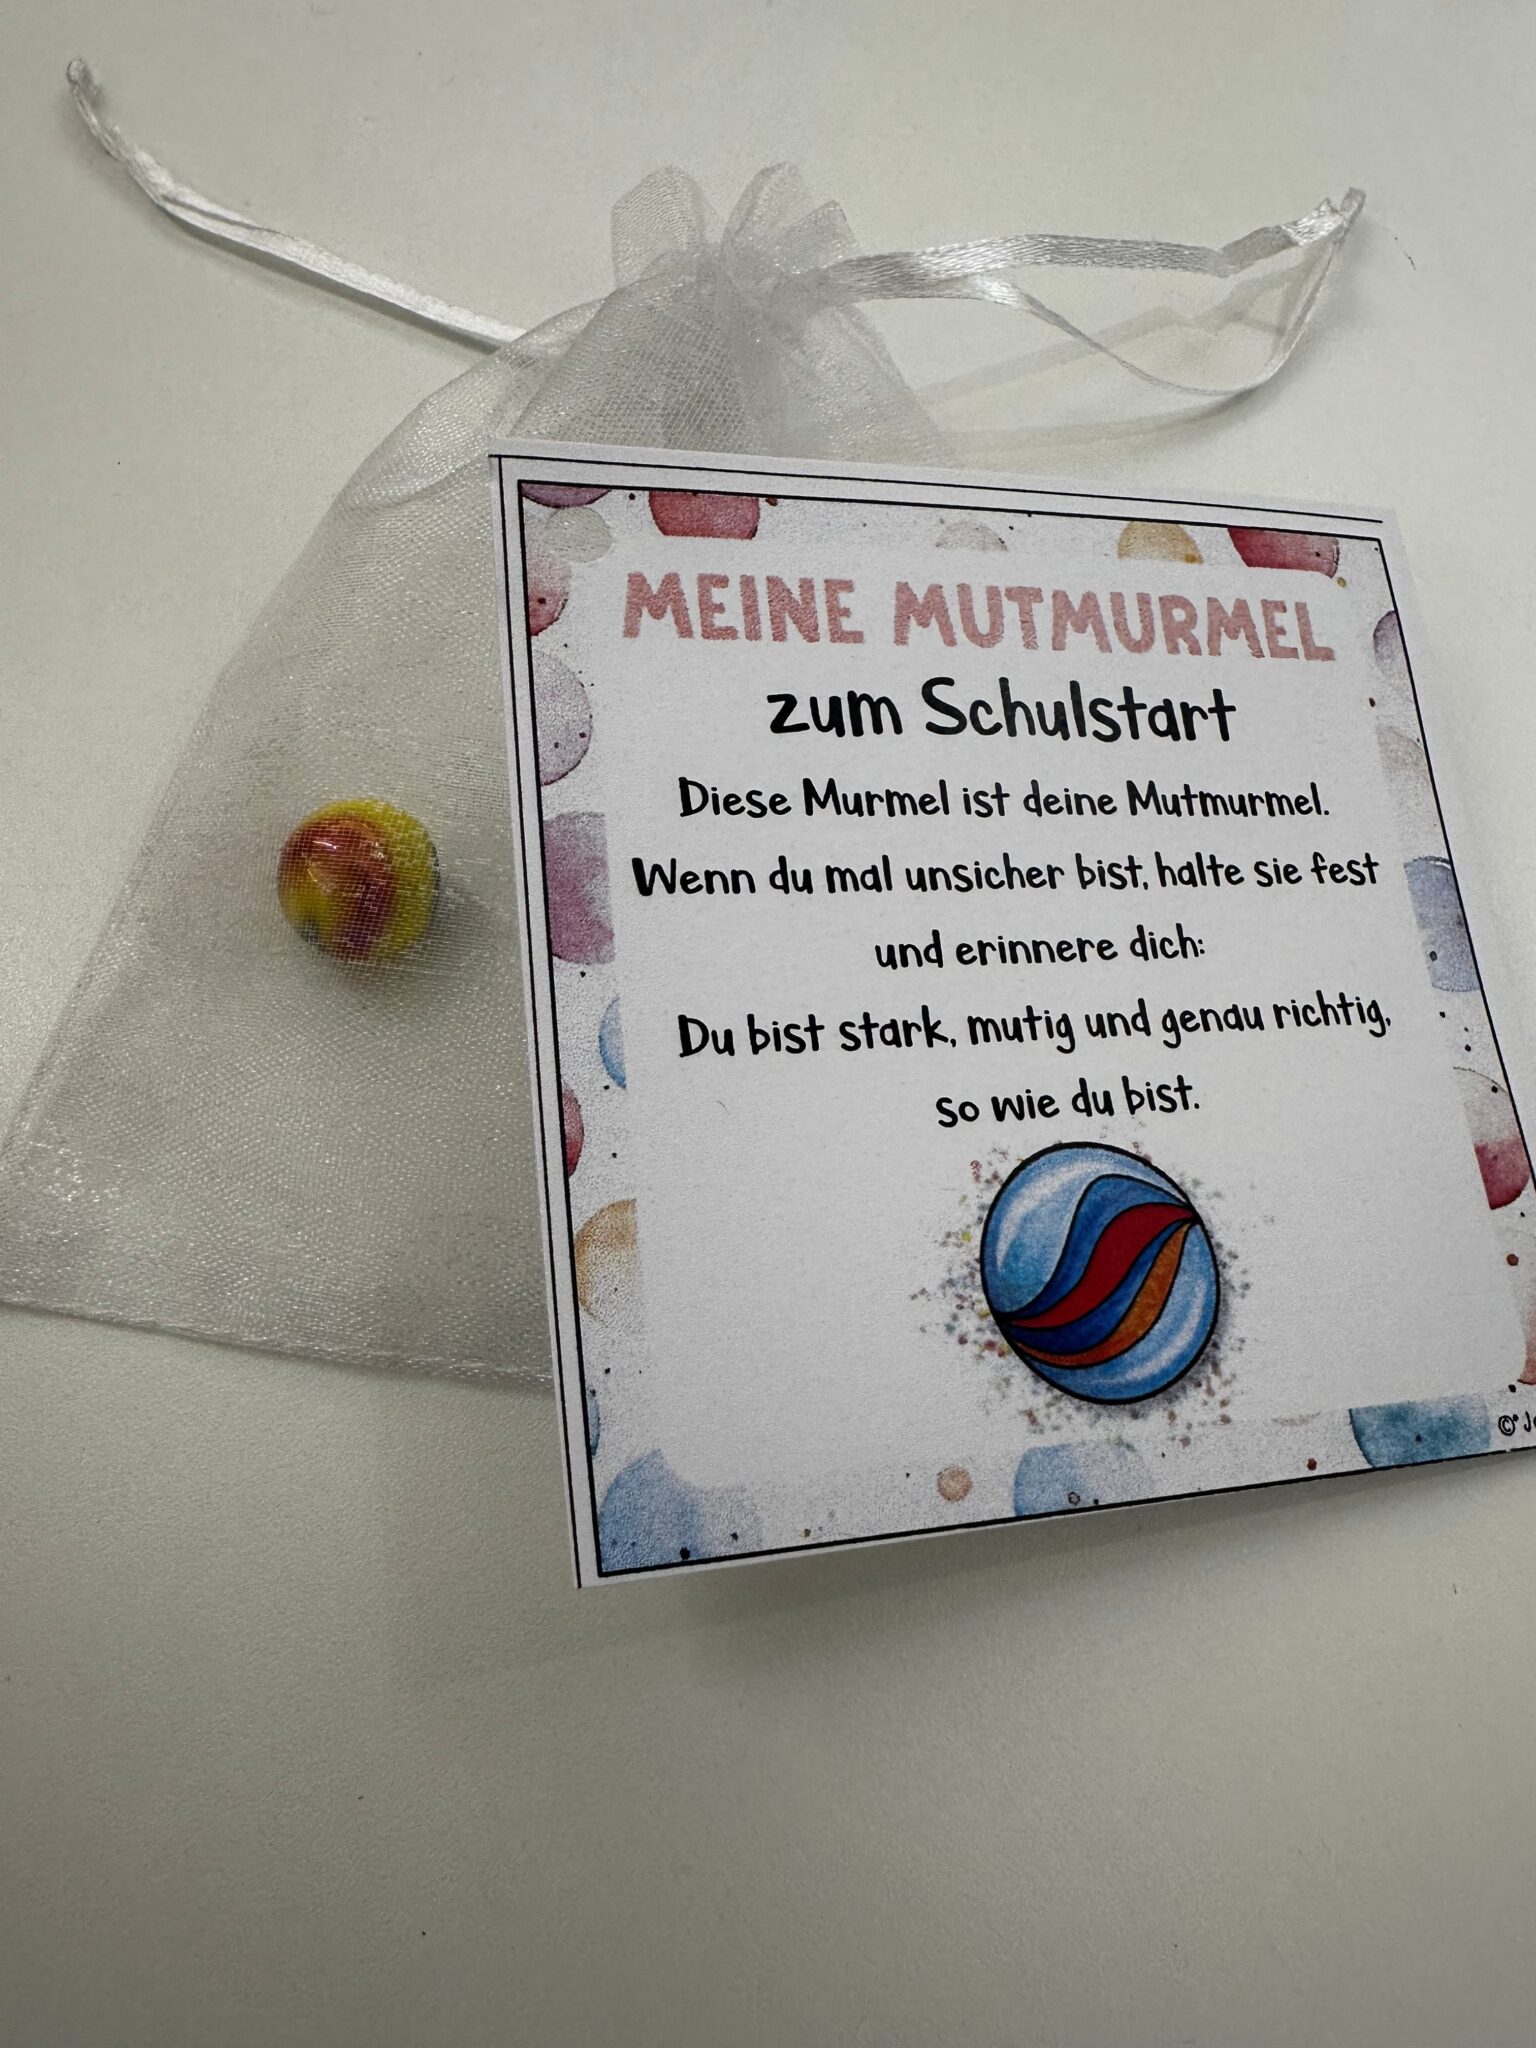 MEINE MUTMURMEL
zum Schulstart
Diese Murmel ist deine Mutmurmel.
Wenn du mal unsicher bist, halte sie fest
und erinnere dich:
Du bist stark, mutig und genau richtig,
so wie du bist.
©